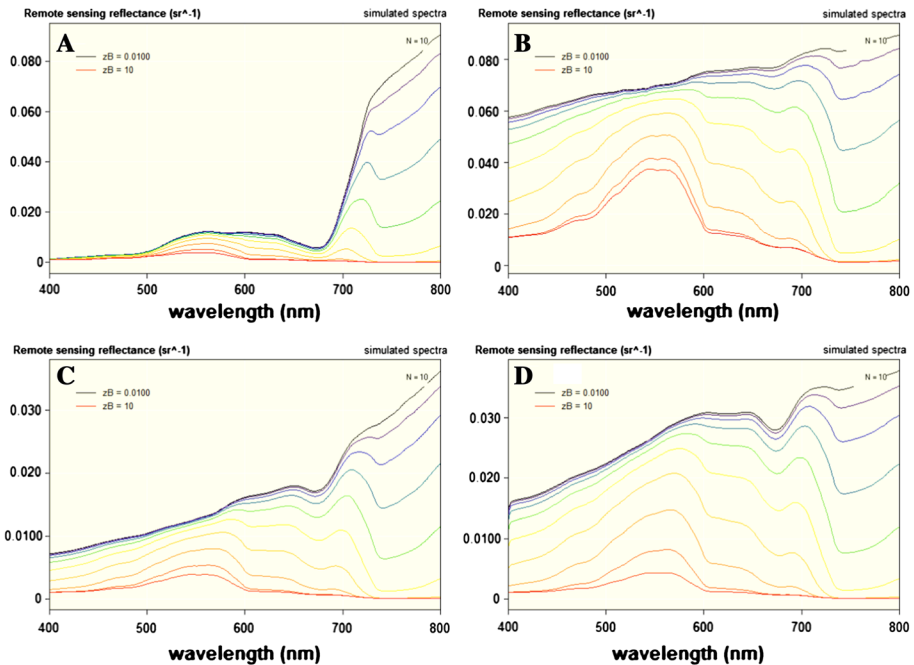 Remote sensing reflectance (sr^-1) simulated spectra
A
N = 10
zB = 0.0100
zB = 10
0.080
0.060
0.040
0.020
0
400 500 600 700 800
wavelength (nm)
Remote sensing reflectance (sr^-1) simulated spectra
B
N = 10
zB = 0.0100
zB = 10
0.080
0.060
0.040
0.020
0
400 500 600 700 800
wavelength (nm)
Remote sensing reflectance (sr^-1) simulated spectra
C
N = 10
zB = 0.0100
zB = 10
0.030
0.020
0.0100
0
400 500 600 700 800
wavelength (nm)
Remote sensing reflectance (sr^-1) simulated spectra
D
N = 10
zB = 0.0100
zB = 10
0.030
0.020
0.0100
0
400 500 600 700 800
wavelength (nm)